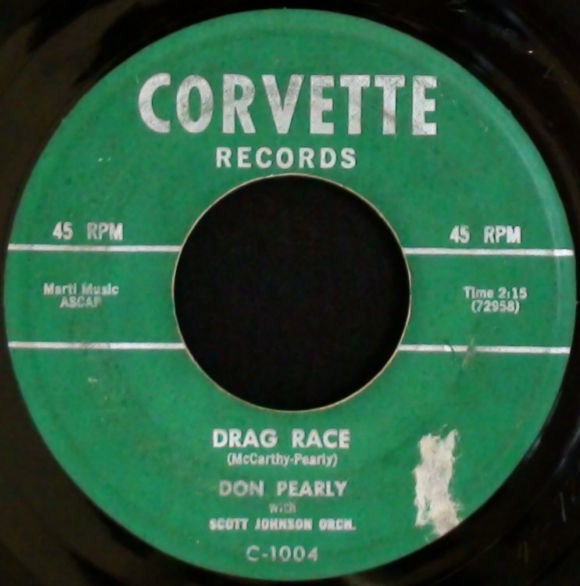 CORVETTE
RECORDS
45 RPM
45 RPM
Marti Music
ASCAP
Time 2:15
(72958)
DRAG RACE
(McCarthy-Pearly)
DON PEARLY
with
SCOTT JOHNSON ORCH.
C-1004